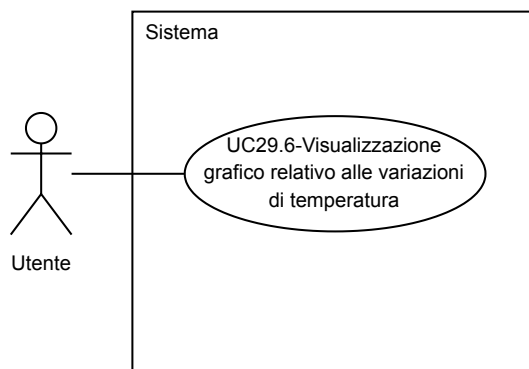 Sistema
UC29.6-Visualizzazione
grafico relativo alle variazioni
di temperatura
Utente